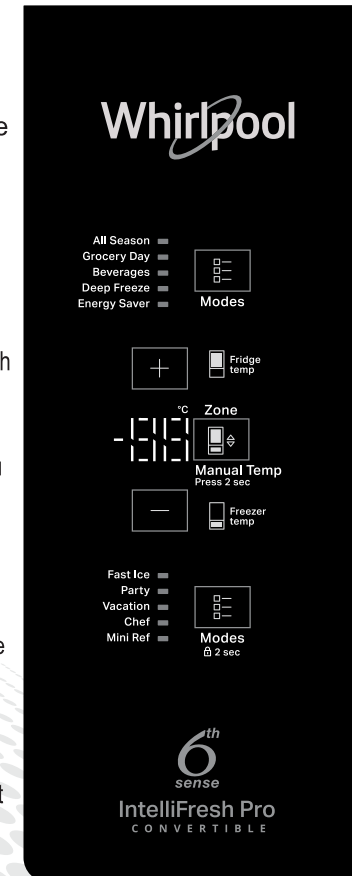 Whirlpool
All Season
Grocery Day
Beverages
Deep Freeze
Energy Saver
Modes
Fridge
temp
°C
Zone
Manual Temp
Press 2 sec
Freezer
temp
Fast Ice
Party
Vacation
Chef
Mini Ref
Modes
2 sec
6th
sense
IntelliFresh Pro
CONVERTIBLE